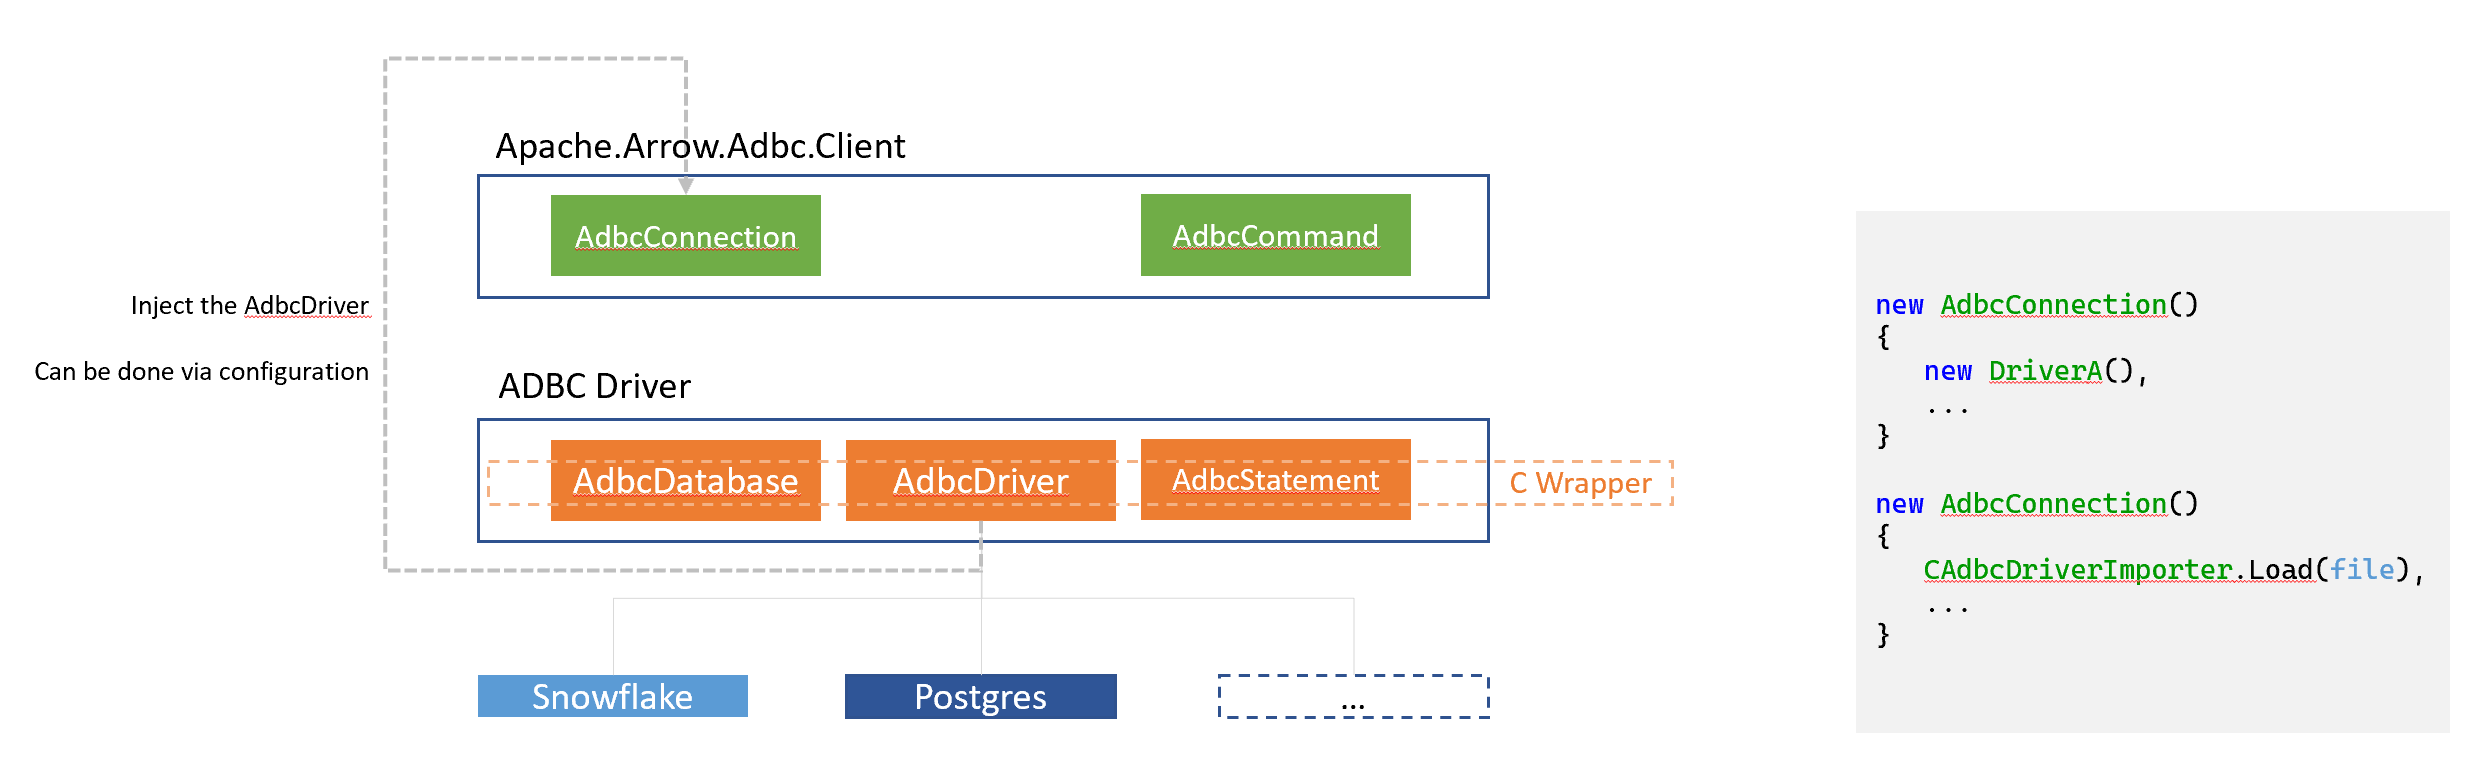 Apache.Arrow.Adbc.Client
AdbcConnection
AdbcCommand
Inject the AdbcDriver
Can be done via configuration
ADBC Driver
AdbcDatabase
AdbcDriver
AdbcStatement
C Wrapper
Snowflake
Postgres
...
new AdbcConnection()
{
new DriverA(),
...
}
new AdbcConnection()
{
CAdbcDriverImporter.Load(file),
...
}